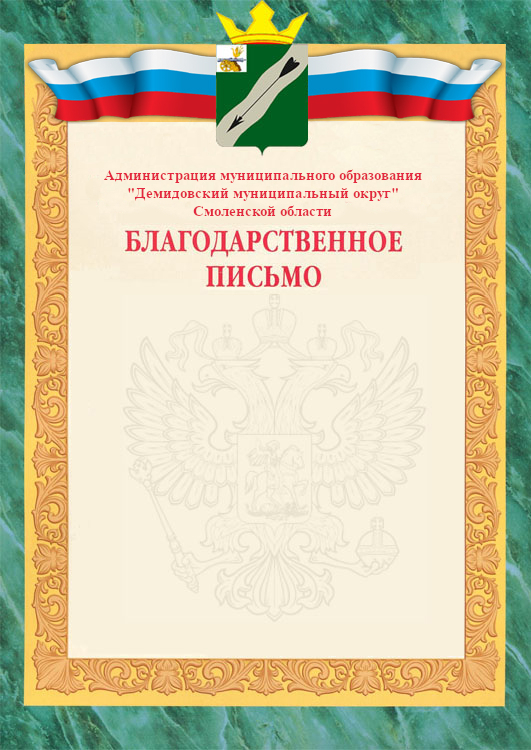 Администрация муниципального образования
"Демидовский муниципальный округ"
Смоленской области
БЛАГОДАРСТВЕННОЕ
ПИСЬМО